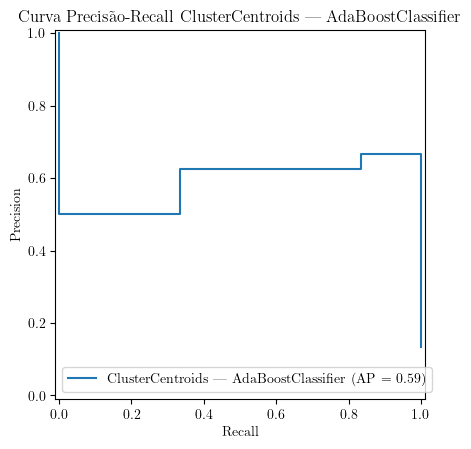 Curva Precisão-Recall ClusterCentroids — AdaBoostClassifier
1.0
0.8
0.6
0.4
0.2
0.0
Precision
ClusterCentroids — AdaBoostClassifier (AP = 0.59)
0.0 0.2 0.4 0.6 0.8 1.0
Recall